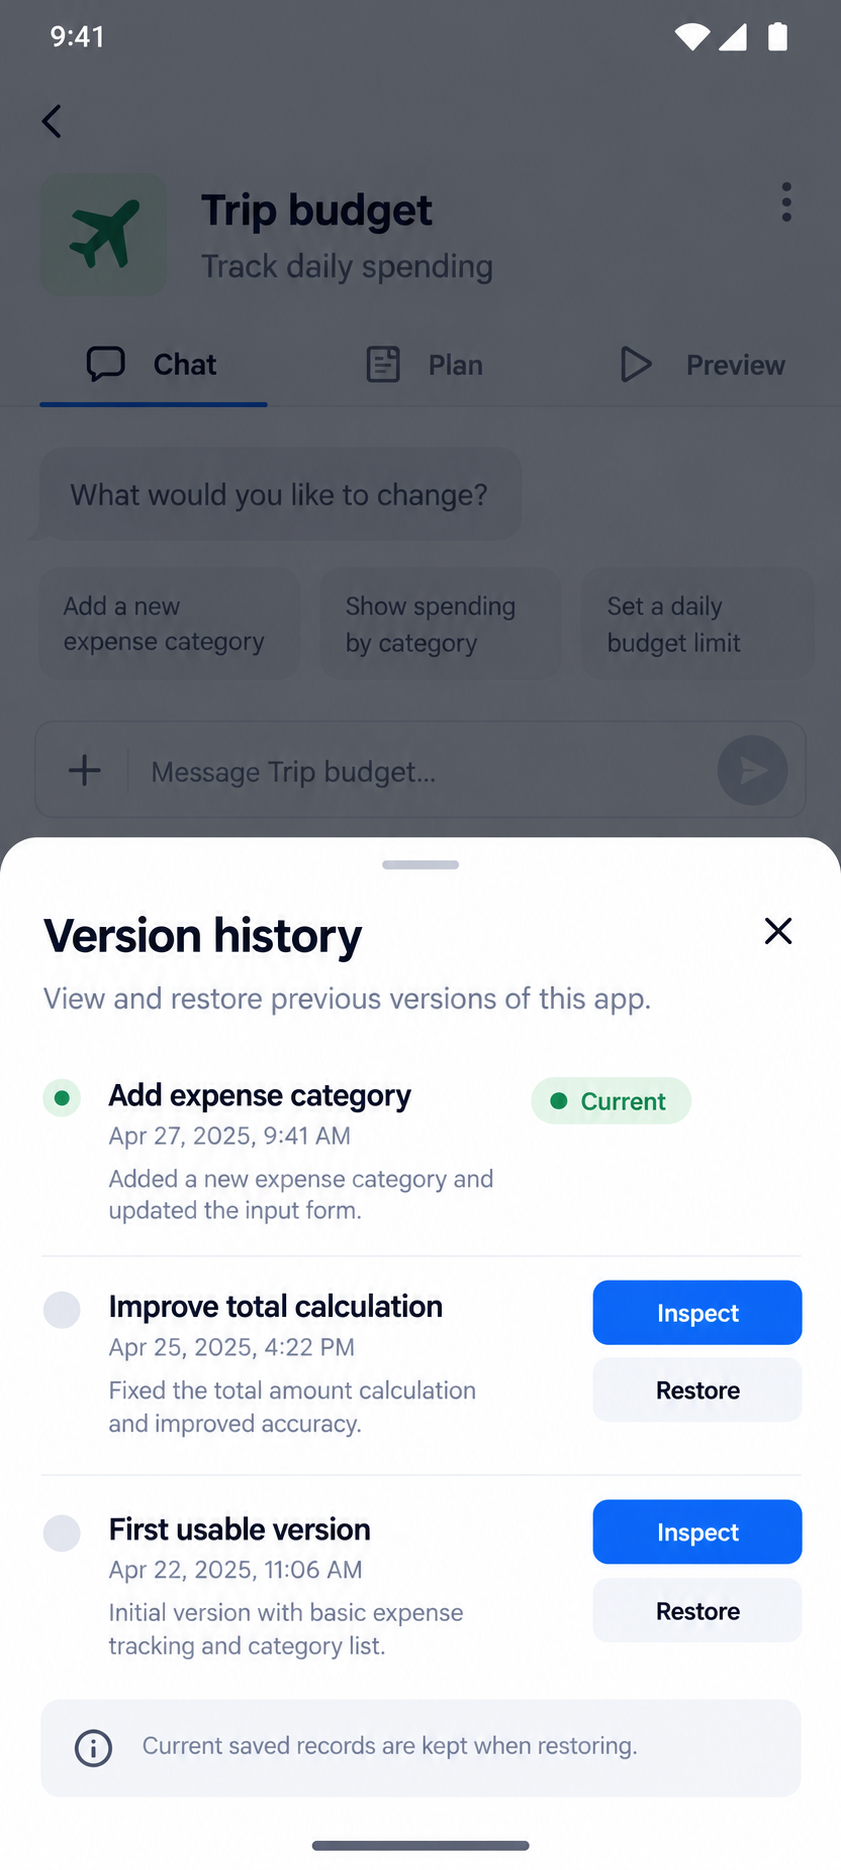 9:41
Trip budget
Track daily spending
Chat
Plan
Preview
What would you like to change?
Add a new
expense category
Show spending
by category
Set a daily
budget limit
Message Trip budget...
Version history
View and restore previous versions of this app.
Add expense category
Current
Apr 27, 2025, 9:41 AM
Added a new expense category and
updated the input form.
Improve total calculation
Inspect
Apr 25, 2025, 4:22 PM
Restore
Fixed the total amount calculation
and improved accuracy.
First usable version
Inspect
Apr 22, 2025, 11:06 AM
Restore
Initial version with basic expense
tracking and category list.
Current saved records are kept when restoring.